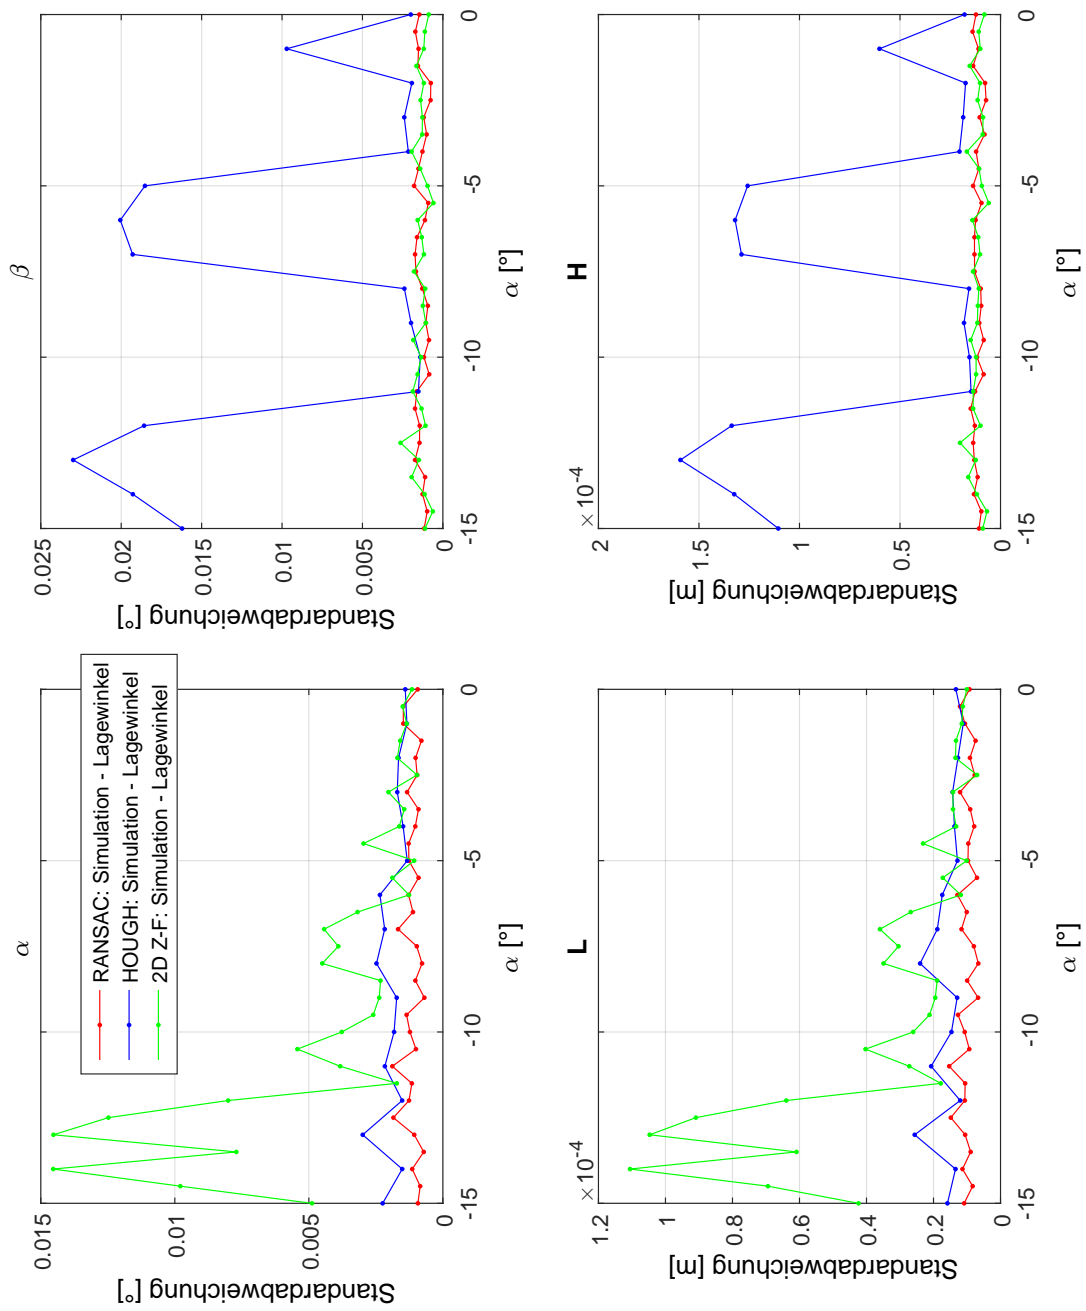 α
0.015
0.01
0.005
0
Standardabweichung [°]
-15
-10
-5
0
α [°]
RANSAC: Simulation - Lagewinkel
HOUGH: Simulation - Lagewinkel
2D Z-F: Simulation - Lagewinkel
β
0.025
0.02
0.015
0.01
0.005
0
Standardabweichung [°]
-15
-10
-5
0
α [°]
L
×10-4
1.2
1
0.8
0.6
0.4
0.2
0
Standardabweichung [m]
-15
-10
-5
0
α [°]
H
×10-4
2
1.5
1
0.5
0
Standardabweichung [m]
-15
-10
-5
0
α [°]